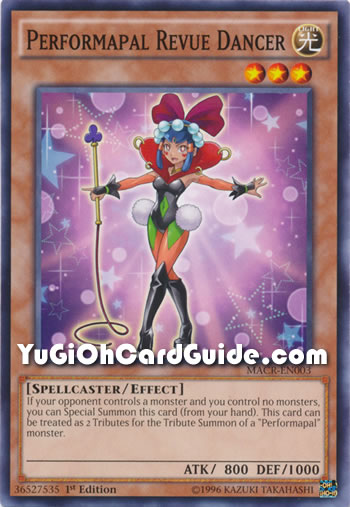 PERFORMAPAL REVUE DANCER
LIGHT
光
YuGiOhCardGuide.com
MACR-EN003
[SPELLCASTER/EFFECT]
If your opponent controls a monster and you control no monsters,
you can Special Summon this card (from your hand). This card can
be treated as 2 Tributes for the Tribute Summon of a "Performapal"
monster.
ATK/ 800 DEF/1000
36527535 1st Edition ©1996 KAZUKI TAKAHASHI